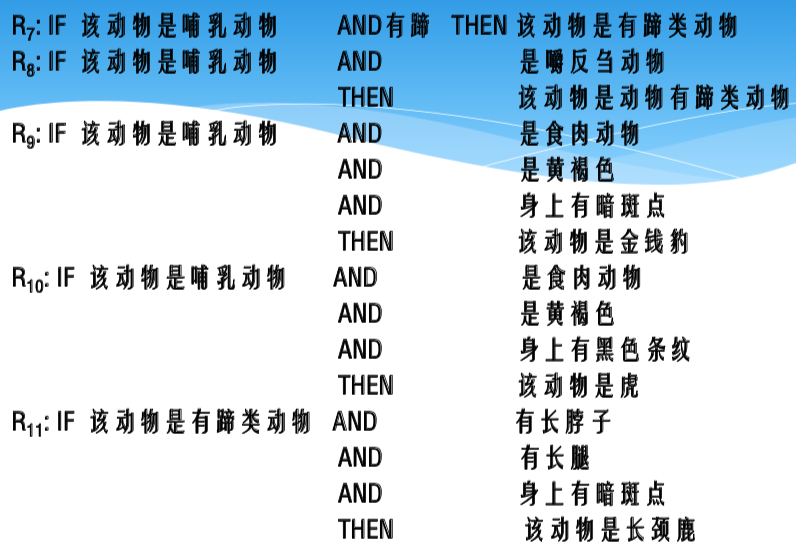 R7: IF 该动物是哺乳动物 AND有蹄 THEN 该动物是有蹄类动物
R8: IF 该动物是哺乳动物 AND 是嚼反刍动物
THEN 该动物是动物有蹄类动物
R9: IF 该动物是哺乳动物 AND 是食肉动物
AND 是黄褐色
AND 身上有暗斑点
THEN 该动物是金钱豹
R10: IF 该动物是哺乳动物 AND 是食肉动物
AND 是黄褐色
AND 身上有黑色条纹
THEN 该动物是虎
R11: IF 该动物是有蹄类动物 AND 有长脖子
AND 有长腿
AND 身上有暗斑点
THEN 该动物是长颈鹿